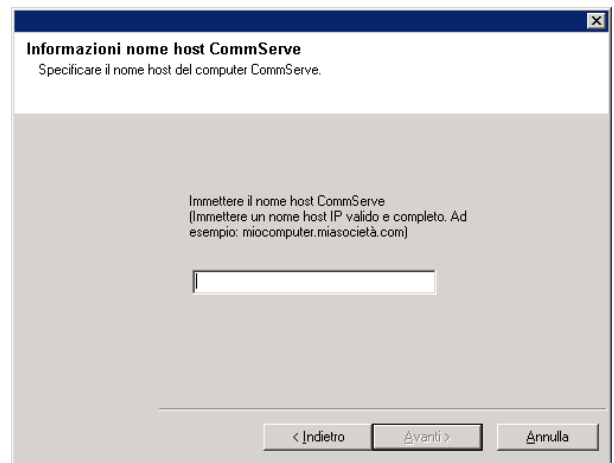 Informazioni nome host CommServe
Specificare il nome host del computer CommServe.
Immettere il nome host CommServe
(Immettere un nome host IP valido e completo. Ad
esempio: miocomputer.miasocietà.com)
< Indietro
Avanti >
Annulla